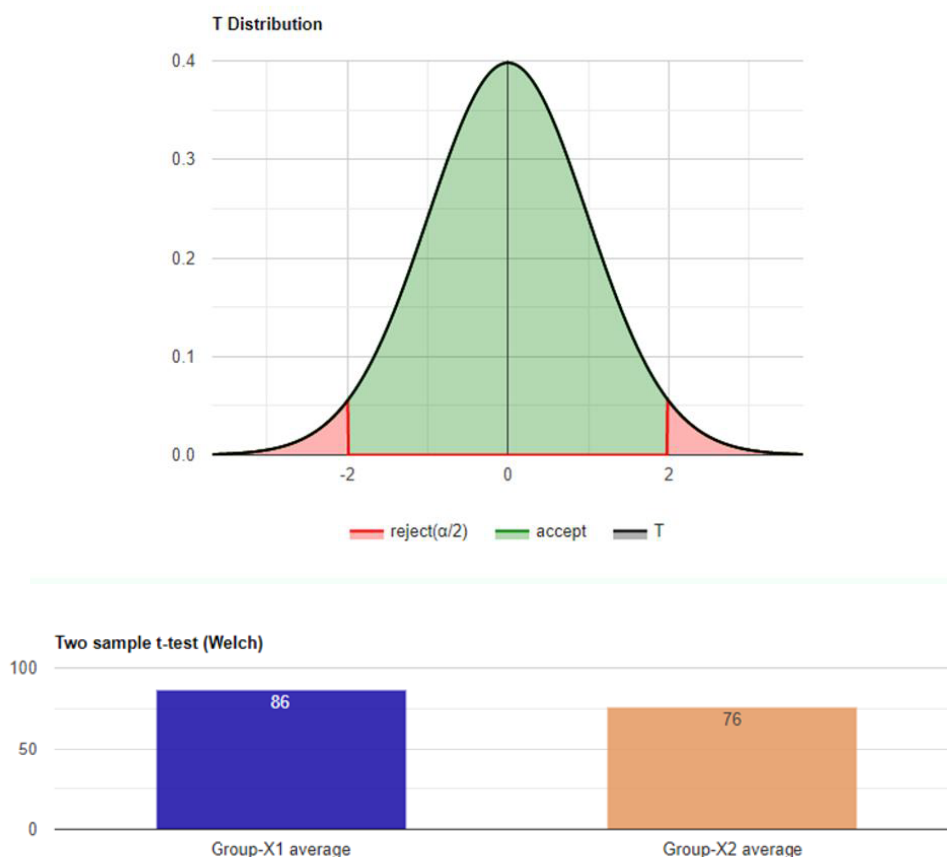 T Distribution
0.4
0.3
0.2
0.1
0.0
-2 0 2
reject(α/2) accept T
Two sample t-test (Welch)
100
86
76
50
0
Group-X1 average Group-X2 average